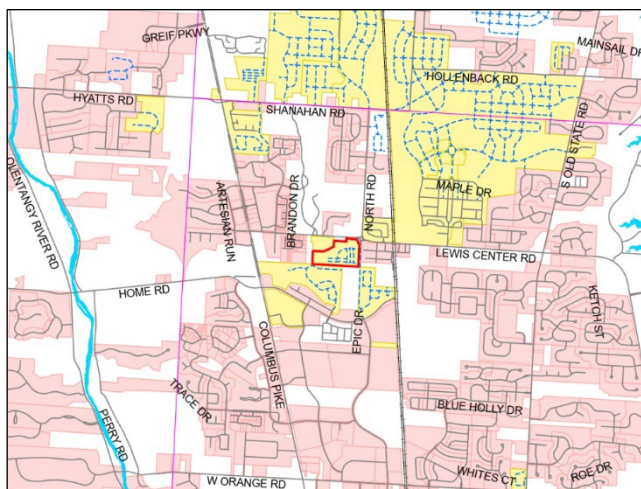 GREIF PKWY
MAINSAIL DR
HOLLENBACK RD
HYATTS RD
SHANAHAN RD
S OLD STATE RD
OLENTANGY RIVER RD
MAPLE DR
NORTH RD
BRANDON DR
ARTESIAN RUN
LEWIS CENTER RD
HOME RD
KETCH ST
EPIC DR
COLUMBUS PIKE
TRACE DR
BLUE HOLLY DR
PERRY RD
WHITES CT
ROE DR
W ORANGE RD